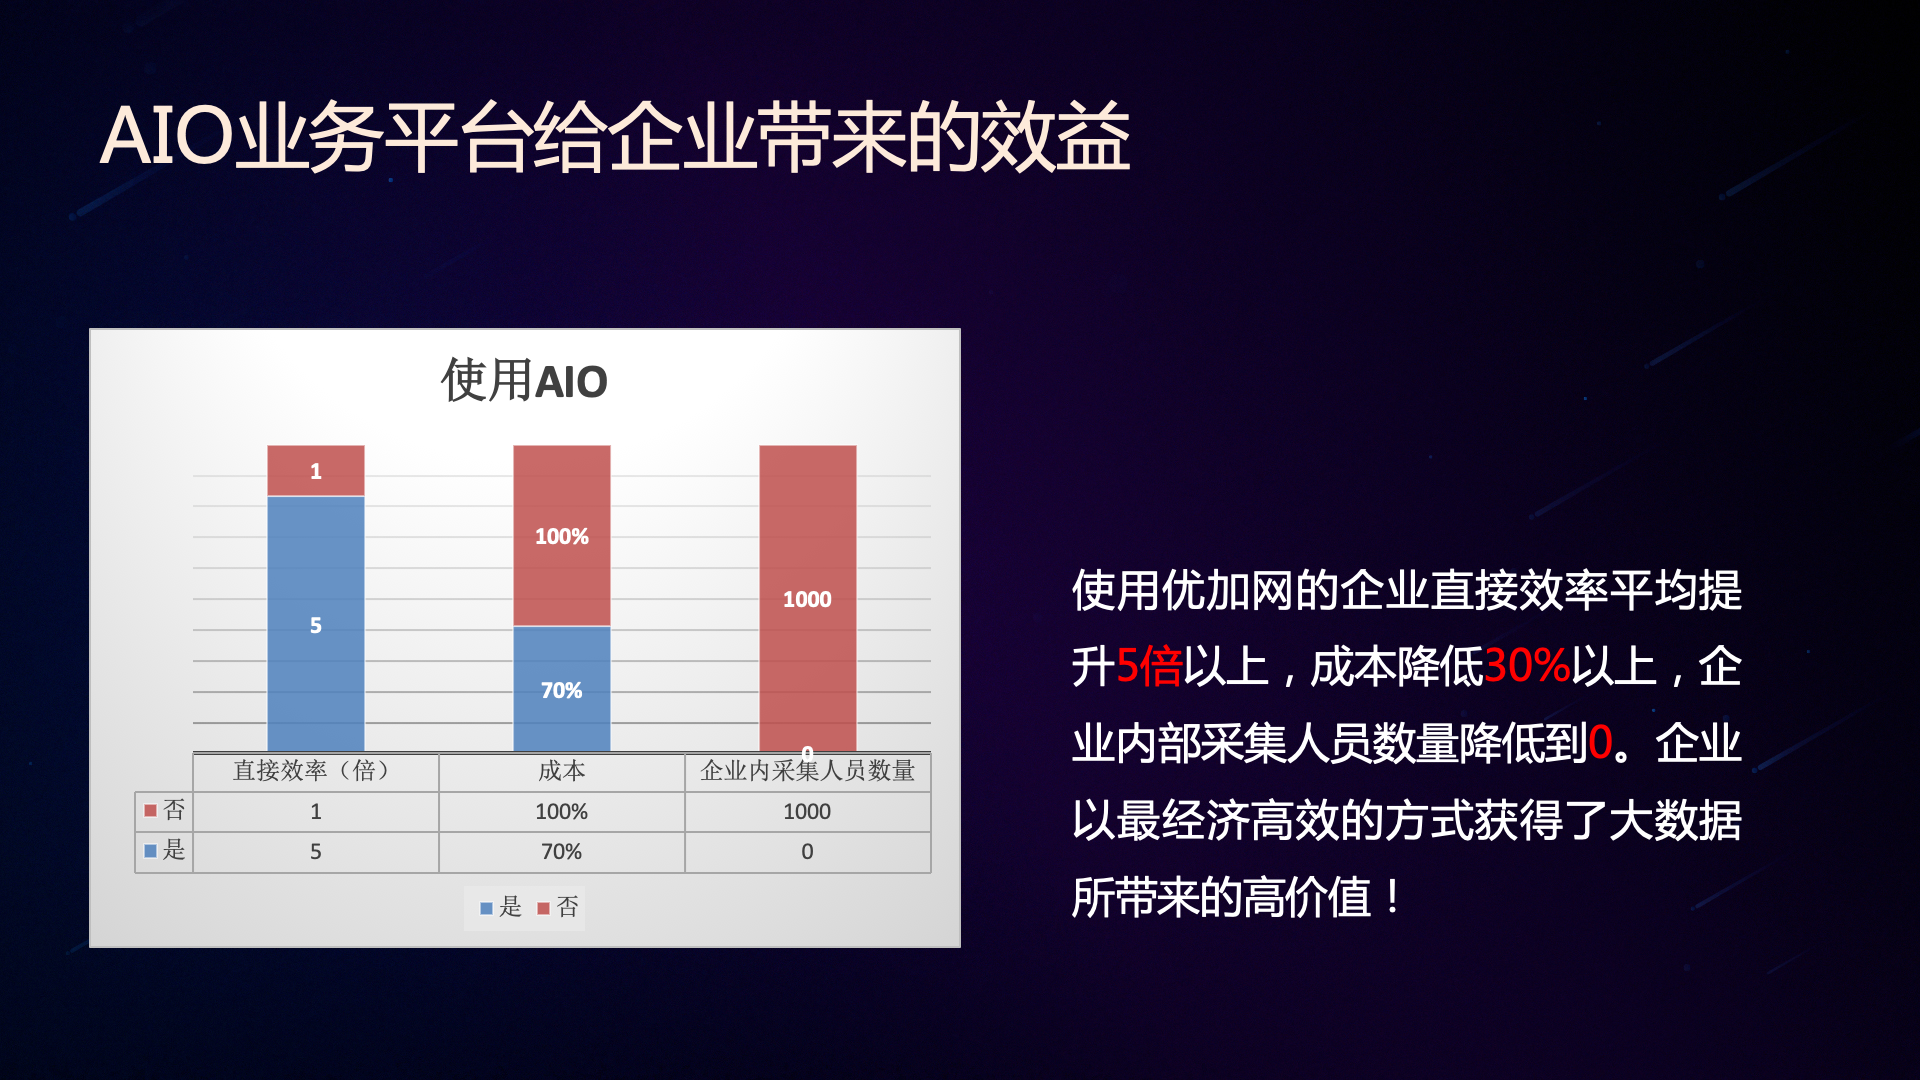 AIO业务平台给企业带来的效益
使用AIO
1
100%
1000
5
70%
0
直接效率（倍） 成本 企业内采集人员数量
否 1 100% 1000
是 5 70% 0
是 否
使用优加网的企业直接效率平均提
升5倍以上，成本降低30%以上，企
业内部采集人员数量降低到0。企业
以最经济高效的方式获得了大数据
所带来的高价值！